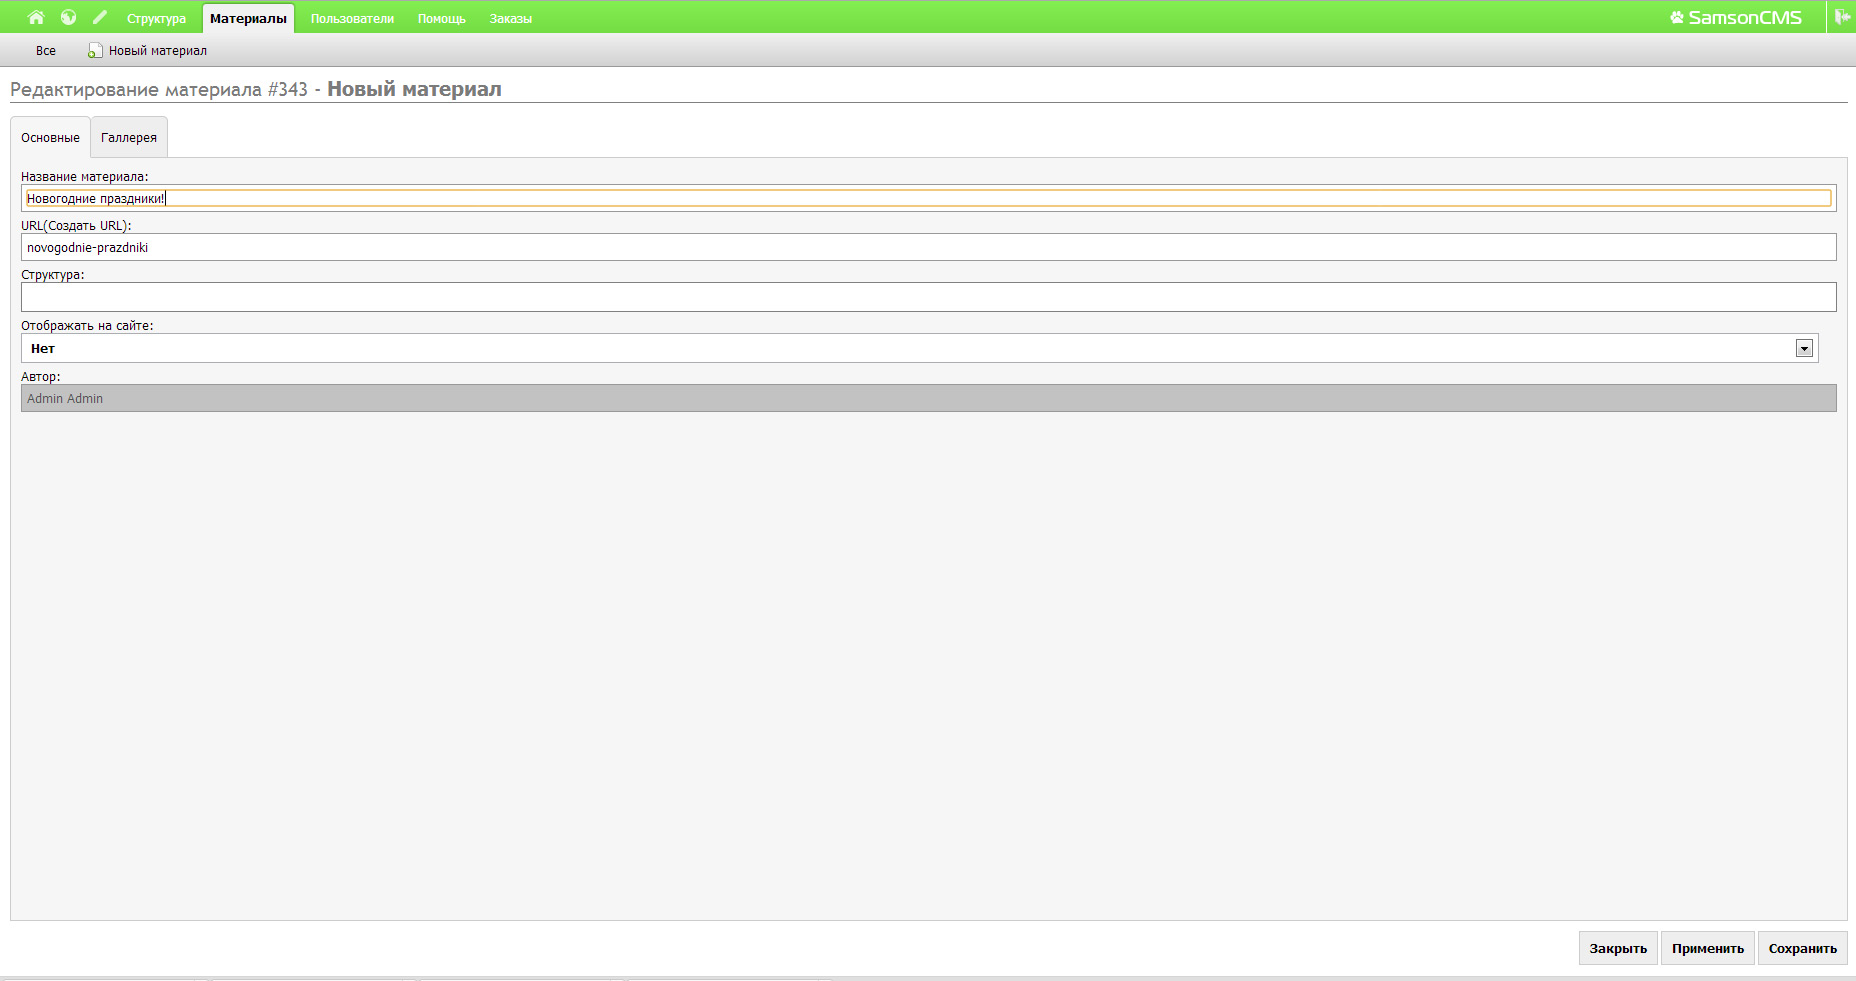 Структура Материалы Пользователи Помощь Заказы SamsonCMS
Все Новый материал
Редактирование материала #343 - Новый материал
Основные Галлерея
Название материала:
Новогодние праздники!
URL(Создать URL):
novogodnie-prazdniki
Структура:
Отображать на сайте:
Нет
Автор:
Admin Admin
Закрыть Применить Сохранить